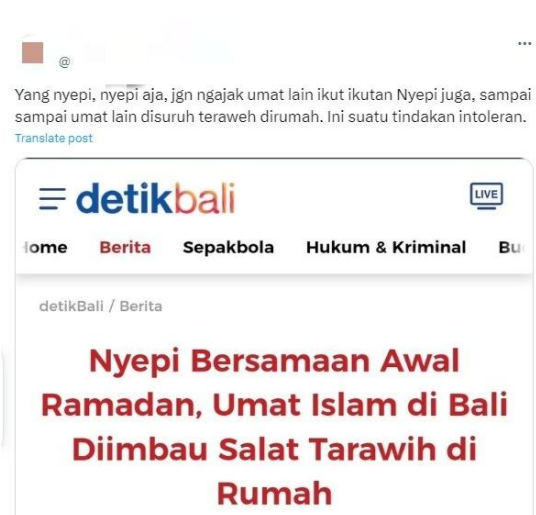 @
Yang nyepi, nyepi aja, jgn ngajak umat lain ikut ikutan Nyepi juga, sampai
sampai umat lain disuruh teraweh dirumah. Ini suatu tindakan intoleran.
Translate post
detikbali
LIVE
Home Berita Sepakbola Hukum & Kriminal Bu
detikBali / Berita
Nyepi Bersamaan Awal
Ramadan, Umat Islam di Bali
Diimbau Salat Tarawih di
Rumah